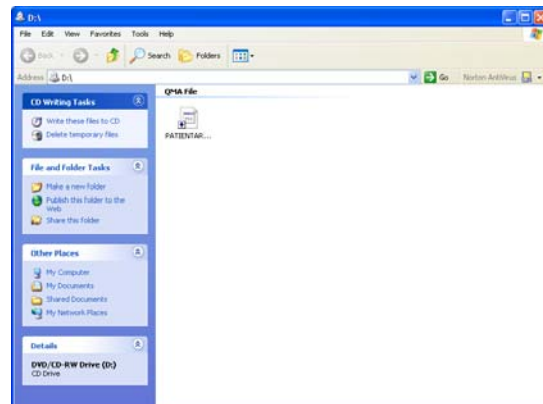 D:\
File Edit View Favorites Tools Help
Back Search Folders
Address D:\ Go Norton AntiVirus
CD Writing Tasks
Write these files to CD
Delete temporary files
File and Folder Tasks
Make a new folder
Publish this folder to the
Web
Share this folder
Other Places
My Computer
My Documents
Shared Documents
My Network Places
Details
DVD/CD-RW Drive (D:)
CD Drive
QMA File
PATIENTAR...